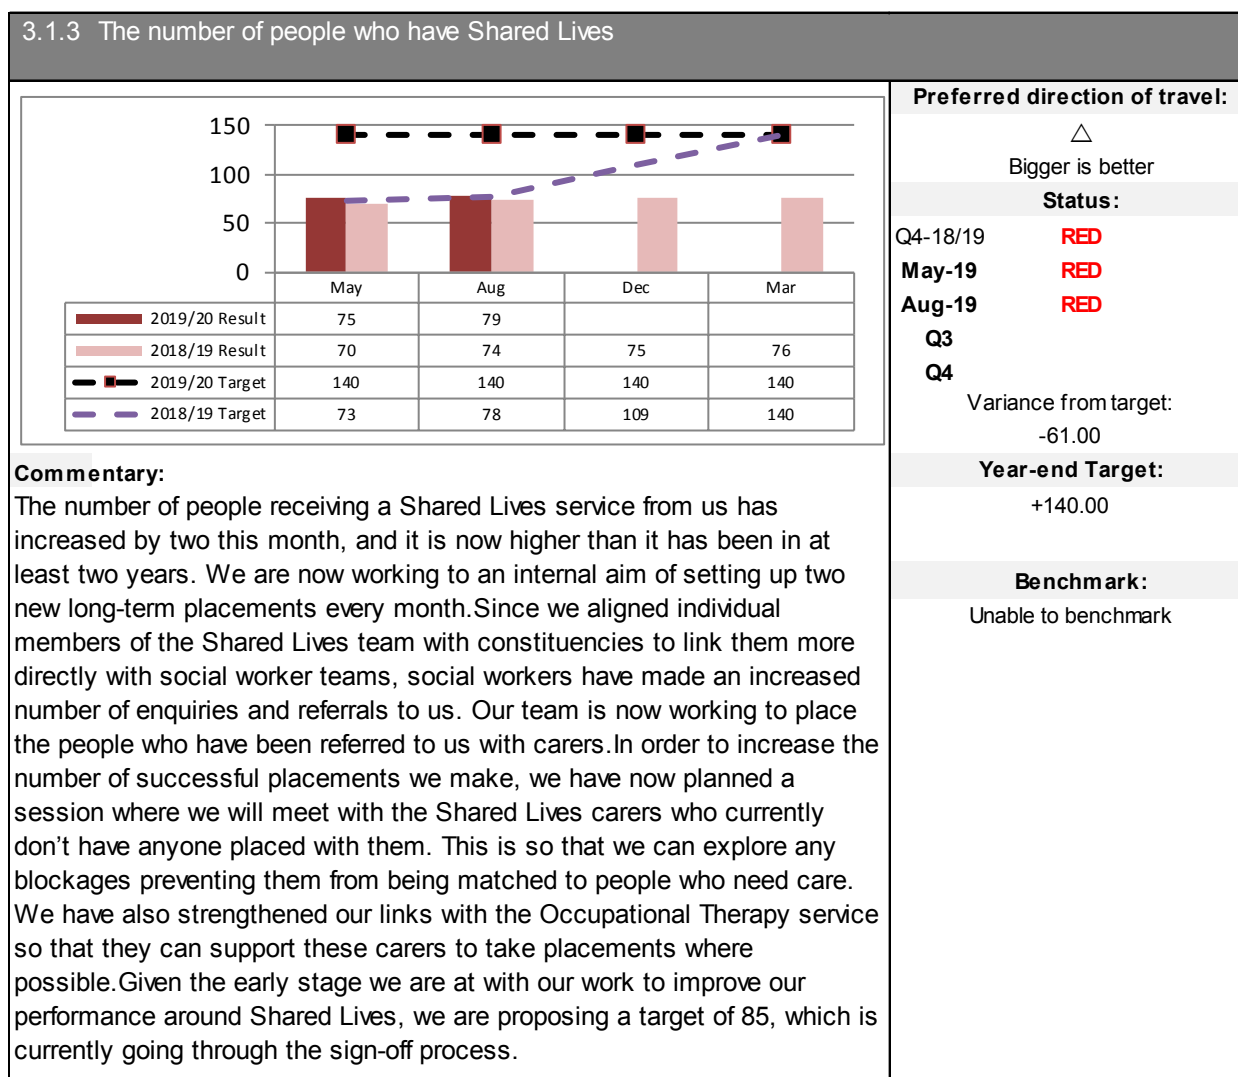 3.1.3 The number of people who have Shared Lives
150
100
50
0
May Aug Dec Mar
2019/20 Result 75 79
2018/19 Result 70 74 75 76
2019/20 Target 140 140 140 140
2018/19 Target 73 78 109 140
Preferred direction of travel:
Bigger is better
Status:
Q4-18/19 RED
May-19 RED
Aug-19 RED
Q3
Q4
Variance from target:
-61.00
Year-end Target:
+140.00
Benchmark:
Unable to benchmark
Commentary:
The number of people receiving a Shared Lives service from us has
increased by two this month, and it is now higher than it has been in at
least two years. We are now working to an internal aim of setting up two
new long-term placements every month.Since we aligned individual
members of the Shared Lives team with constituencies to link them more
directly with social worker teams, social workers have made an increased
number of enquiries and referrals to us. Our team is now working to place
the people who have been referred to us with carers.In order to increase the
number of successful placements we make, we have now planned a
session where we will meet with the Shared Lives carers who currently
don’t have anyone placed with them. This is so that we can explore any
blockages preventing them from being matched to people who need care.
We have also strengthened our links with the Occupational Therapy service
so that they can support these carers to take placements where
possible.Given the early stage we are at with our work to improve our
performance around Shared Lives, we are proposing a target of 85, which is
currently going through the sign-off process.